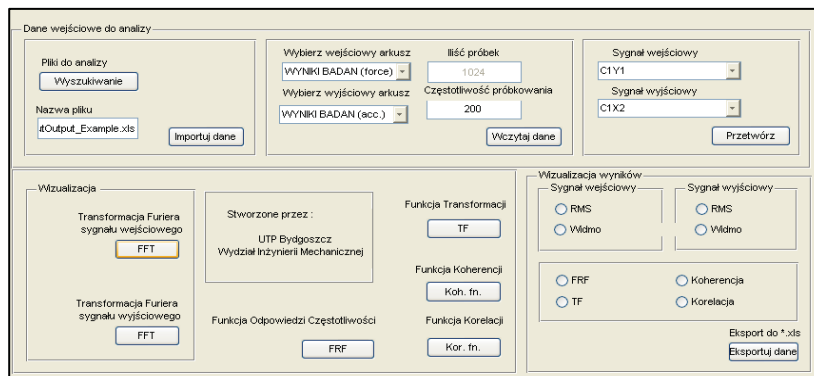 Dane wejściowe do analizy
Pliki do analizy
Wyszukiwanie
Nazwa pliku
utOutput_Example.xls
Importuj dane
Wybierz wejściowy arkusz
WYNIKI BADAN (force)
Wybierz wyjściowy arkusz
WYNIKI BADAN (acc.)
Iliść próbek
1024
Częstotliwość próbkowania
200
Wczytaj dane
Sygnał wejściowy
C1Y1
Sygnał wyjściowy
C1X2
Przetwórz
Wizualizacja
Transformacja Furiera
sygnału wejściowego
FFT
Transformacja Furiera
sygnału wyjściowego
FFT
Stworzone przez :
UTP Bydgoszcz
Wydział Inżynierii Mechanicznej
Funkcja Odpowiedzi Częstotliwości
FRF
Funkcja Transformacji
TF
Funkcja Koherencji
Koh. fn.
Funkcja Korelacji
Kor. fn.
Wizualizacja wyników
Sygnał wejściowy
RMS
Widmo
Sygnał wyjściowy
RMS
Widmo
FRF
Koherencja
TF
Korelacja
Eksport do *.xls
Eksportuj dane